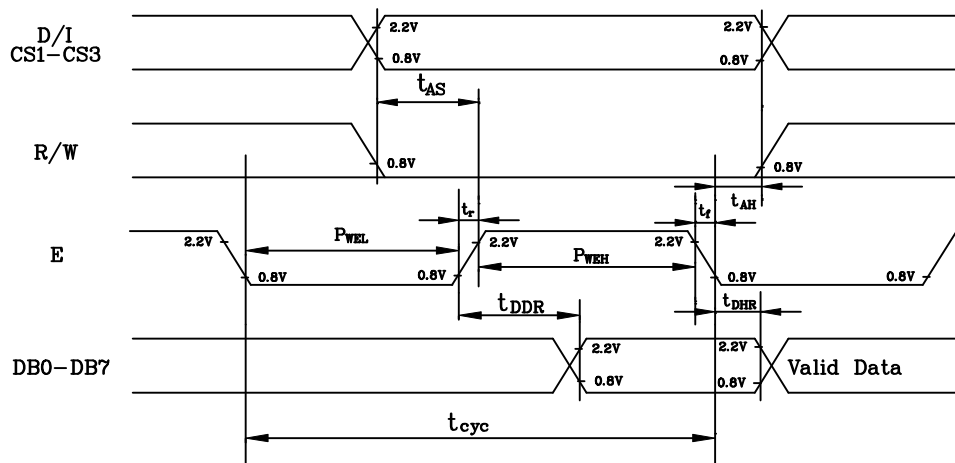 D/I
CS1-CS3
2.2V
0.8V
2.2V
0.8V
tAS
R/W
0.8V
0.8V
tAH
tr
tf
E
2.2V
PWEL
2.2V
PWEH
2.2V
0.8V
0.8V
0.8V
0.8V
tDDR
tDHR
DB0-DB7
2.2V
0.8V
2.2V
0.8V
Valid Data
tcyc